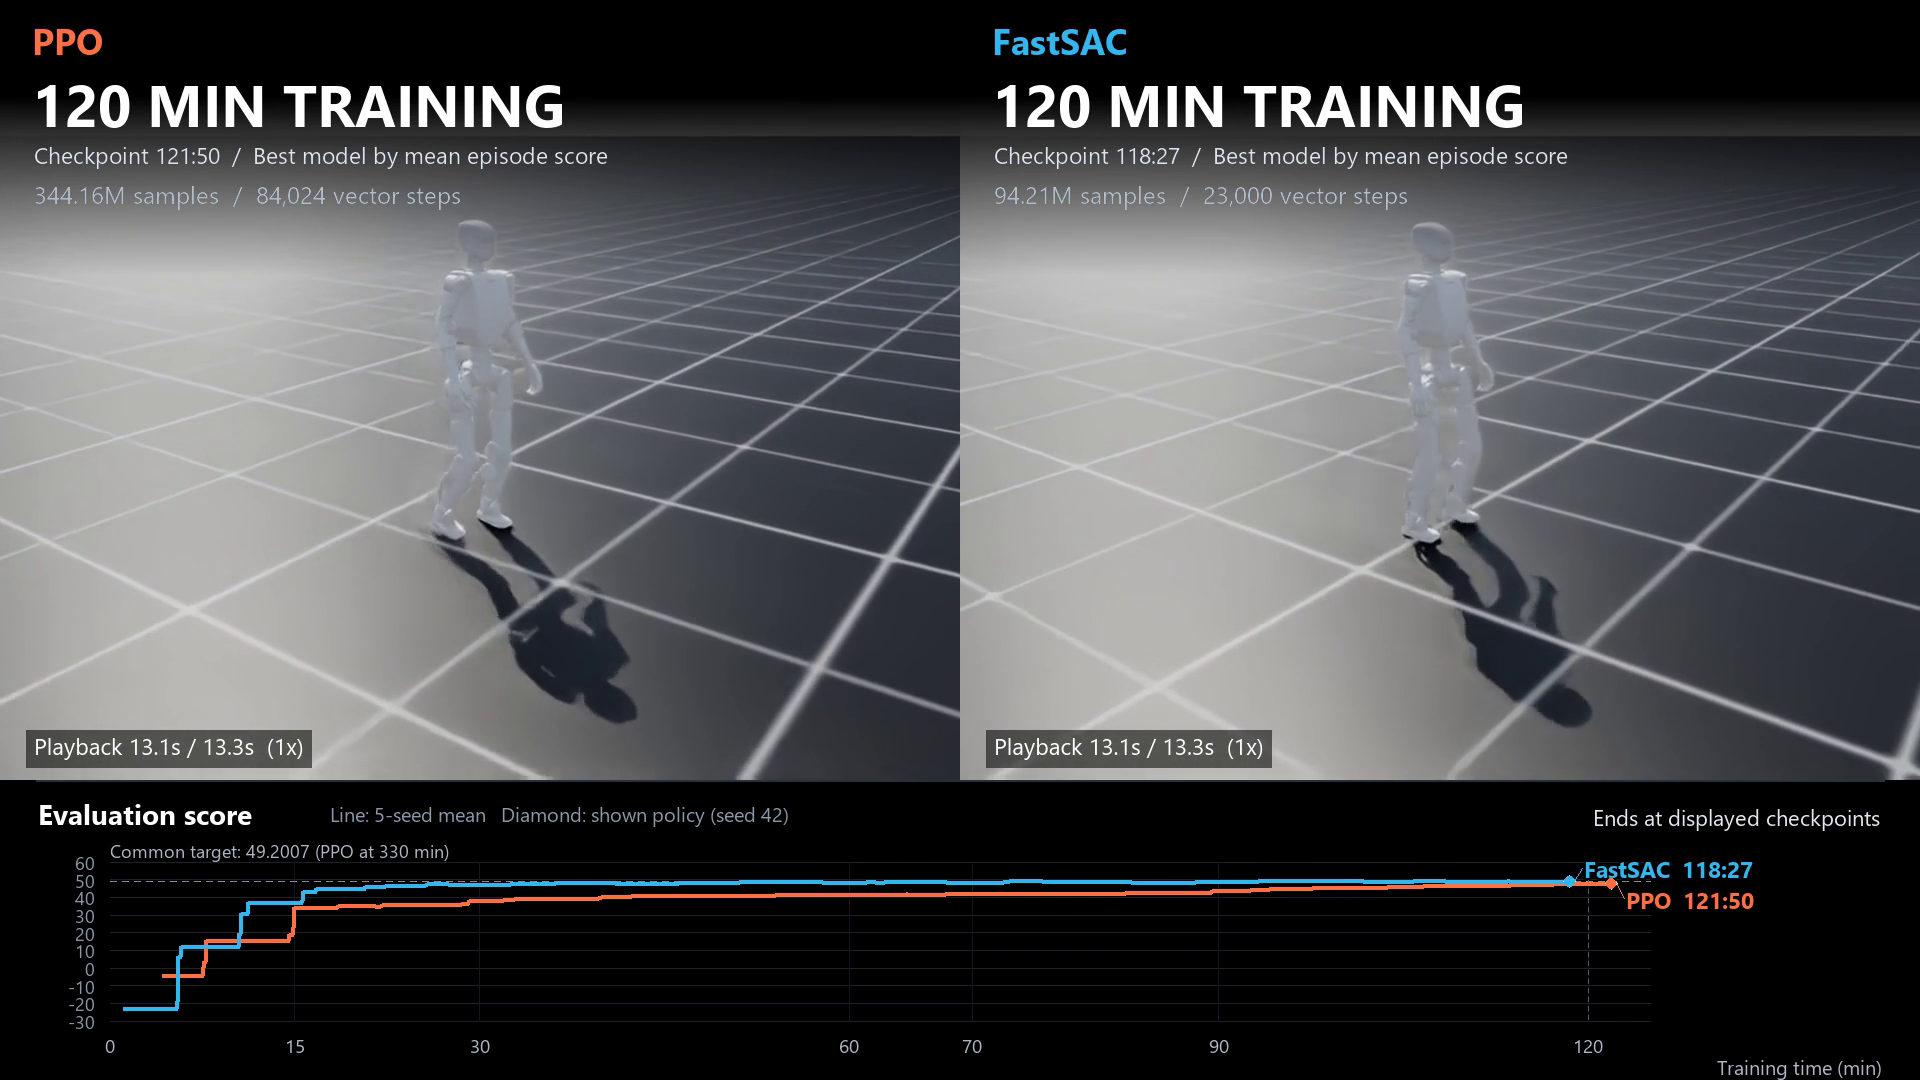 PPO
120 MIN TRAINING
Checkpoint 121:50 / Best model by mean episode score
344.16M samples / 84,024 vector steps
Playback 13.1s / 13.3s (1x)
FastSAC
120 MIN TRAINING
Checkpoint 118:27 / Best model by mean episode score
94.21M samples / 23,000 vector steps
Playback 13.1s / 13.3s (1x)
Evaluation score
Line: 5-seed mean Diamond: shown policy (seed 42)
Ends at displayed checkpoints
Common target: 49.2007 (PPO at 330 min)
60
50
40
30
20
10
0
-10
-20
-30
FastSAC 118:27
PPO 121:50
0 15 30 60 70 90 120
Training time (min)